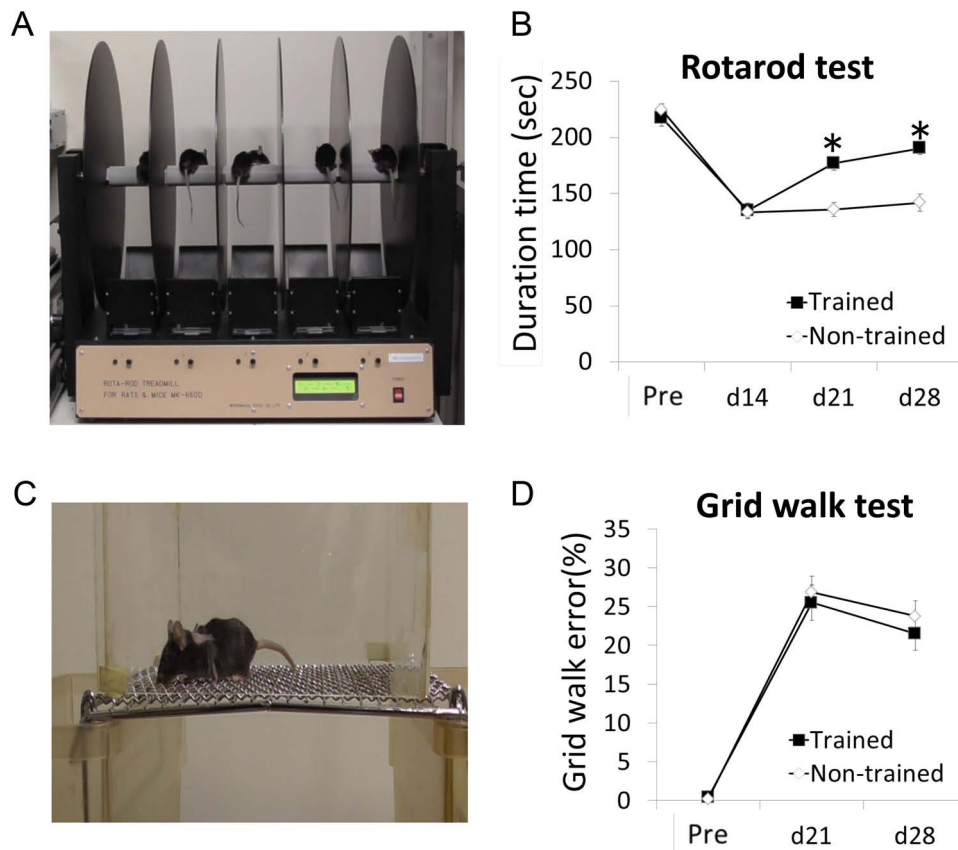 A
ROTA-ROD TREADMILL
FOR RATS & MICE MK-660D
POWER
B
Rotarod test
Duration time (sec)
250
200
150
100
50
0
*
*
Trained
Non-trained
Pre d14 d21 d28
C
D
Grid walk test
Grid walk error(%)
35
30
25
20
15
10
5
0
Trained
Non-trained
Pre d21 d28